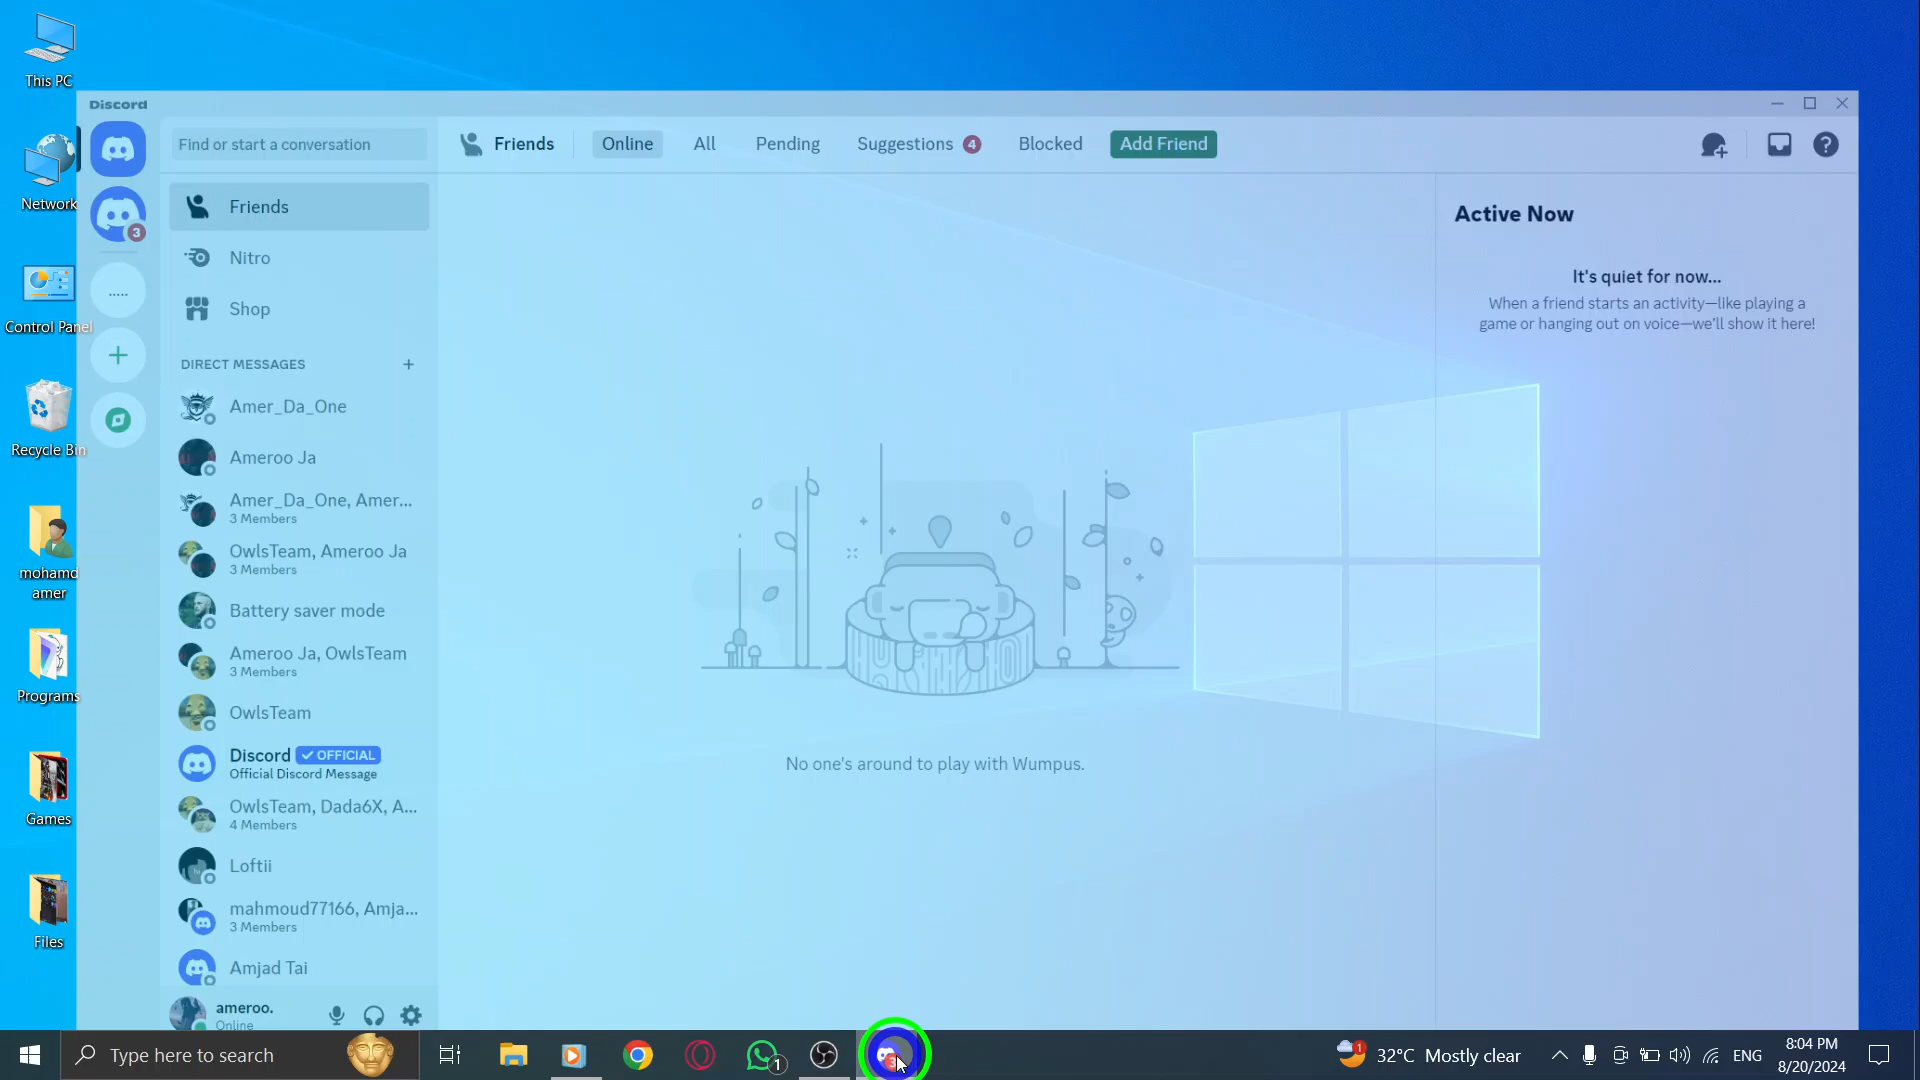 This PC
Network
Control Panel
Recycle Bin
mohamd
amer
Programs
Games
Files
Discord
3
.....
Find or start a conversation
Friends
Nitro
Shop
DIRECT MESSAGES
Amer_Da_One
Ameroo Ja
Amer_Da_One, Amer...
3 Members
OwlsTeam, Ameroo Ja
3 Members
Battery saver mode
Ameroo Ja, OwlsTeam
3 Members
OwlsTeam
Discord OFFICIAL
Official Discord Message
OwlsTeam, Dada6X, A...
4 Members
Loftii
mahmoud77166, Amja...
3 Members
Amjad Tai
ameroo.
Online
Friends Online All Pending Suggestions 4 Blocked Add Friend
No one's around to play with Wumpus.
Active Now
It's quiet for now...
When a friend starts an activity—like playing a
game or hanging out on voice—we'll show it here!
Type here to search
1
3
1
32°C Mostly clear
ENG
8:04 PM
8/20/2024